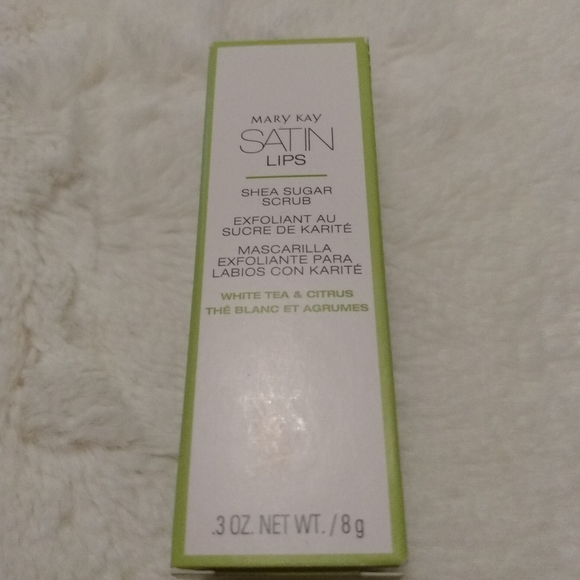 MARY KAY
SATIN
LIPS
SHEA SUGAR
SCRUB
EXFOLIANT AU
SUCRE DE KARITÉ
MASCARILLA
EXFOLIANTE PARA
LABIOS CON KARITÉ
WHITE TEA & CITRUS
THÉ BLANC ET AGRUMES
.3 OZ. NET WT. / 8 g